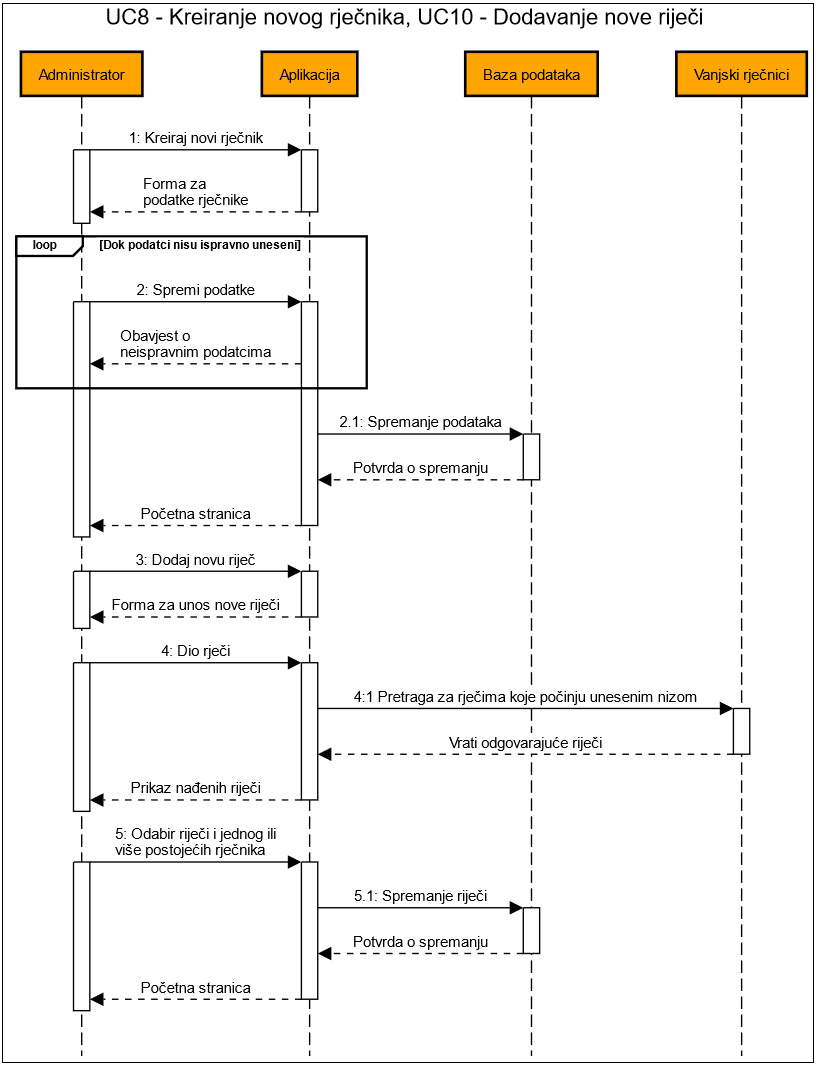 UC8 - Kreiranje novog rječnika, UC10 - Dodavanje nove riječi
Administrator
Aplikacija
Baza podataka
Vanjski rječnici
1: Kreiraj novi rječnik
Forma za
podatke rječnike
loop
[Dok podatci nisu ispravno uneseni]
2: Spremi podatke
Obavjest o
neispravnim podatcima
2.1: Spremanje podataka
Potvrda o spremanju
Početna stranica
3: Dodaj novu riječ
Forma za unos nove riječi
4: Dio rječi
4:1 Pretraga za rječima koje počinju unesenim nizom
Vrati odgovarajuće riječi
Prikaz nađenih riječi
5: Odabir riječi i jednog ili
više postojećih rječnika
5.1: Spremanje riječi
Potvrda o spremanju
Početna stranica